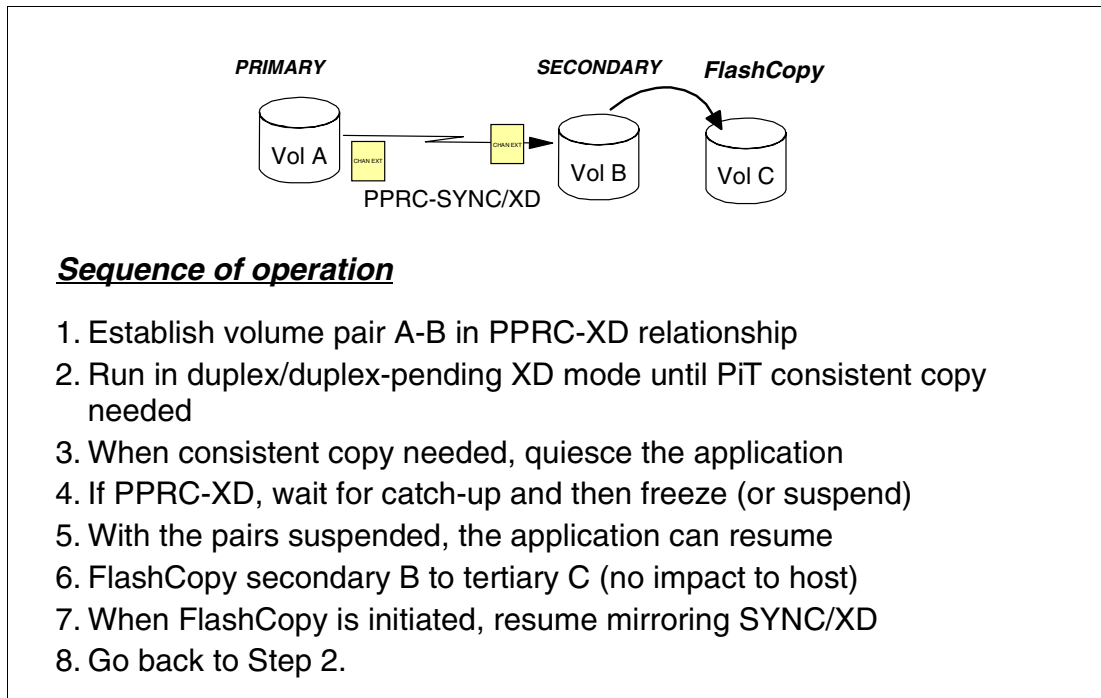 PRIMARY SECONDARY FlashCopy
Vol A CHAN EXT CHAN EXT Vol B Vol C
PPRC-SYNC/XD
Sequence of operation
1. Establish volume pair A-B in PPRC-XD relationship
2. Run in duplex/duplex-pending XD mode until PiT consistent copy
needed
3. When consistent copy needed, quiesce the application
4. If PPRC-XD, wait for catch-up and then freeze (or suspend)
5. With the pairs suspended, the application can resume
6. FlashCopy secondary B to tertiary C (no impact to host)
7. When FlashCopy is initiated, resume mirroring SYNC/XD
8. Go back to Step 2.